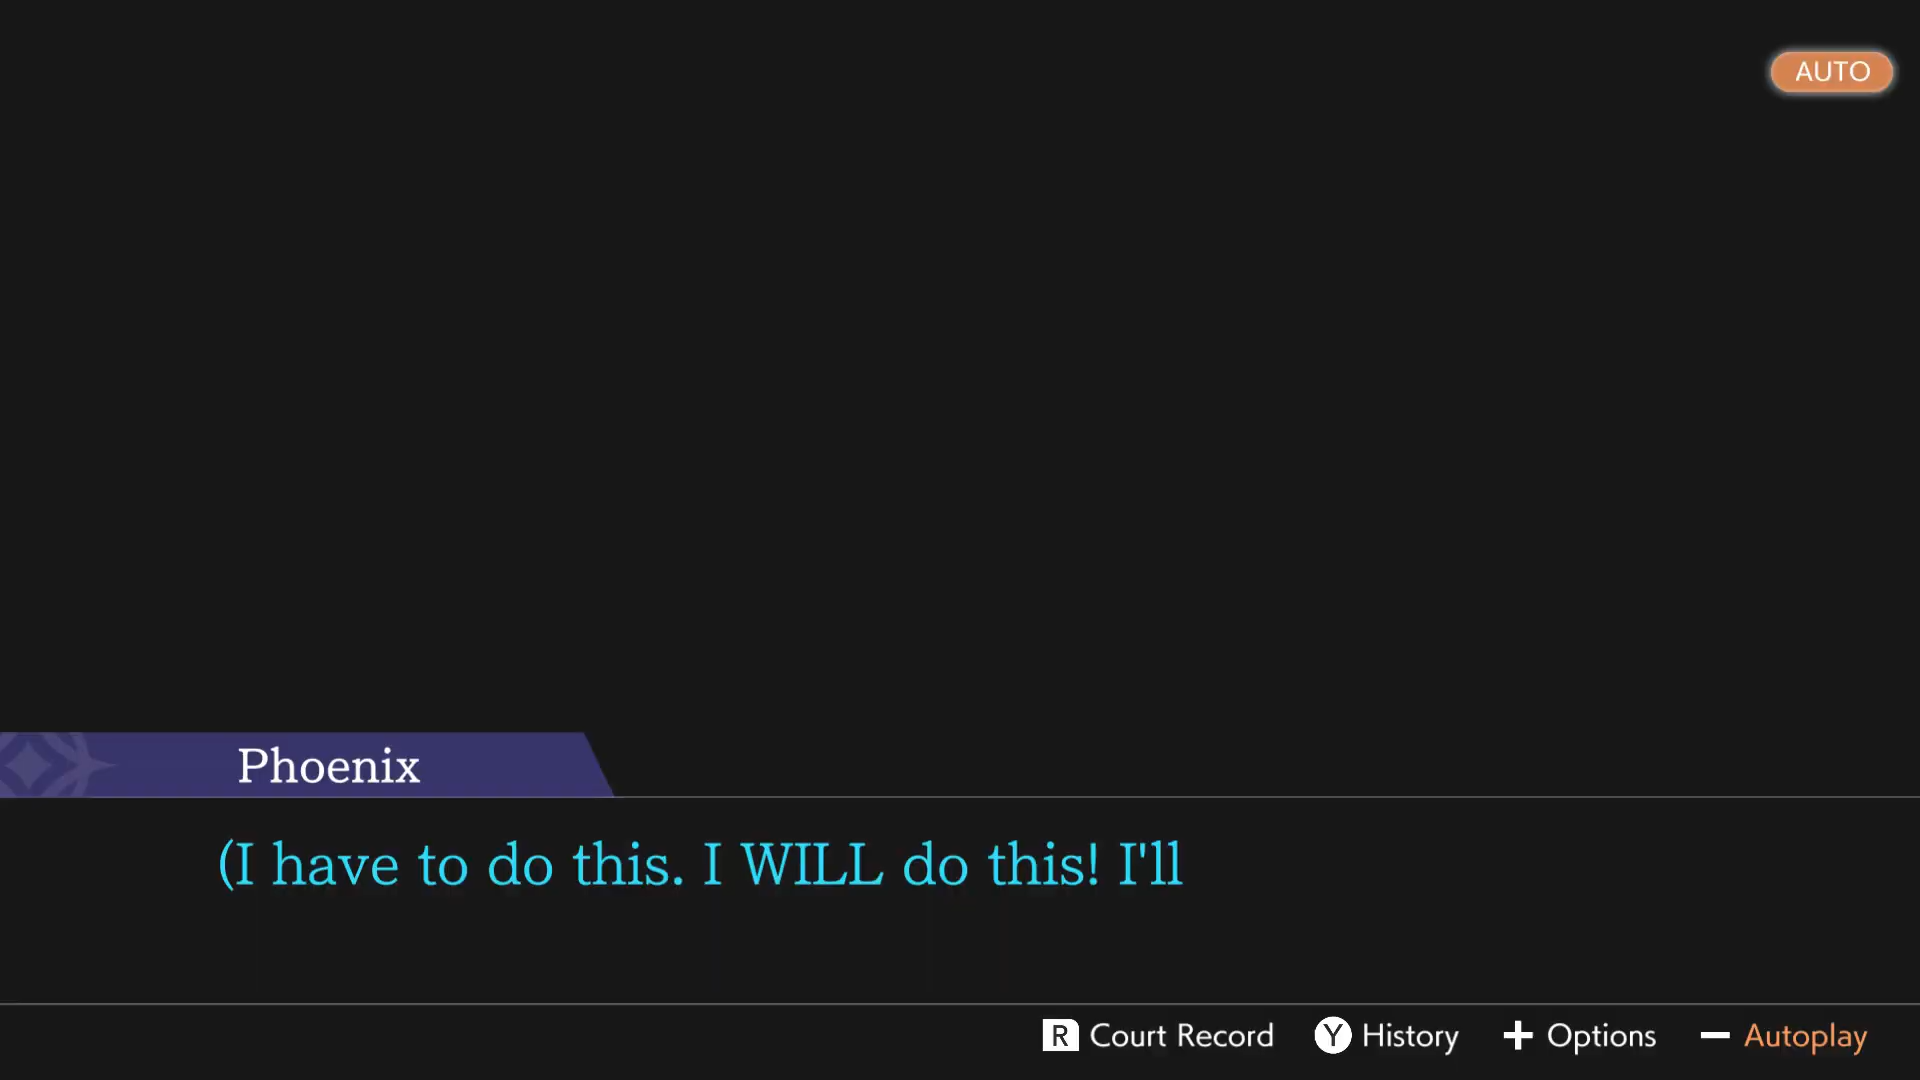 AUTO
Phoenix
(I have to do this. I WILL do this! I'll
R Court Record Y History + Options − Autoplay